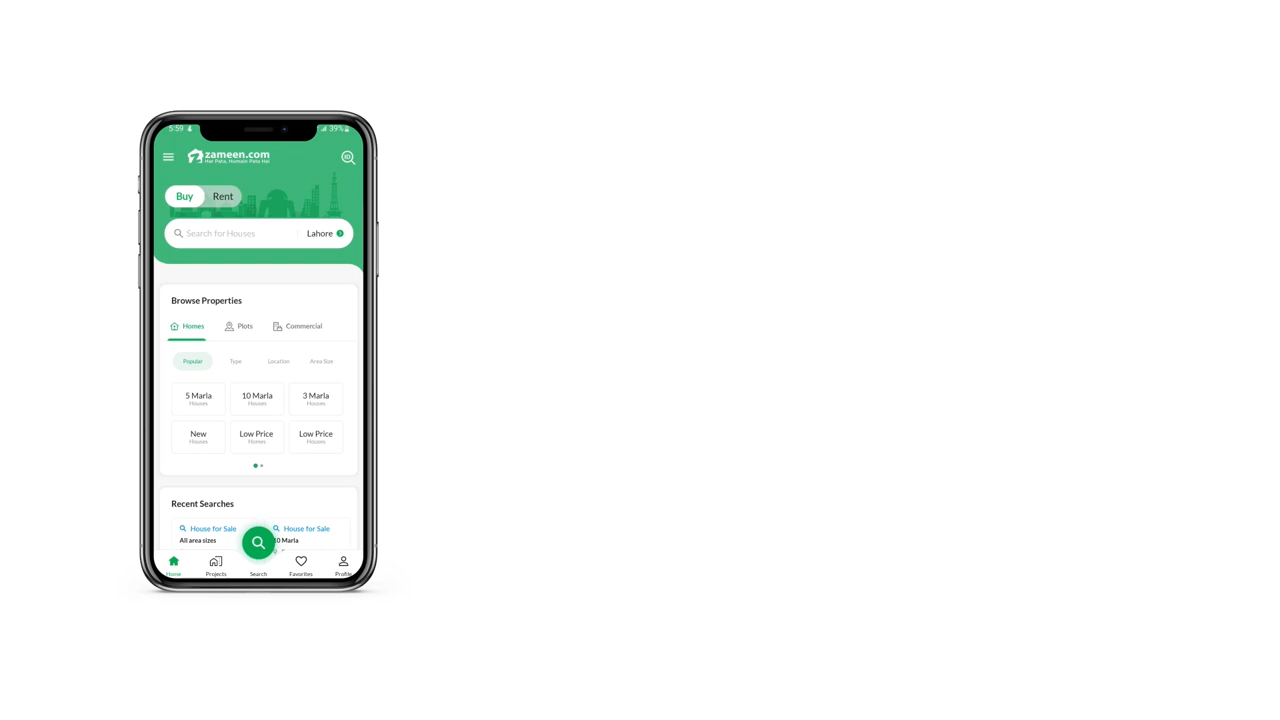 5:59 39%
zameen.com
Har Pata, Humain Pata Hai
ID
Buy Rent
Search for Houses Lahore
Browse Properties
Homes Plots Commercial
Popular Type Location Area Size
5 Marla 10 Marla 3 Marla
Houses Houses Houses
New Low Price Low Price
Houses Homes Houses
Recent Searches
House for Sale House for Sale
All area sizes 10 Marla
Home Projects Search Favorites Profile